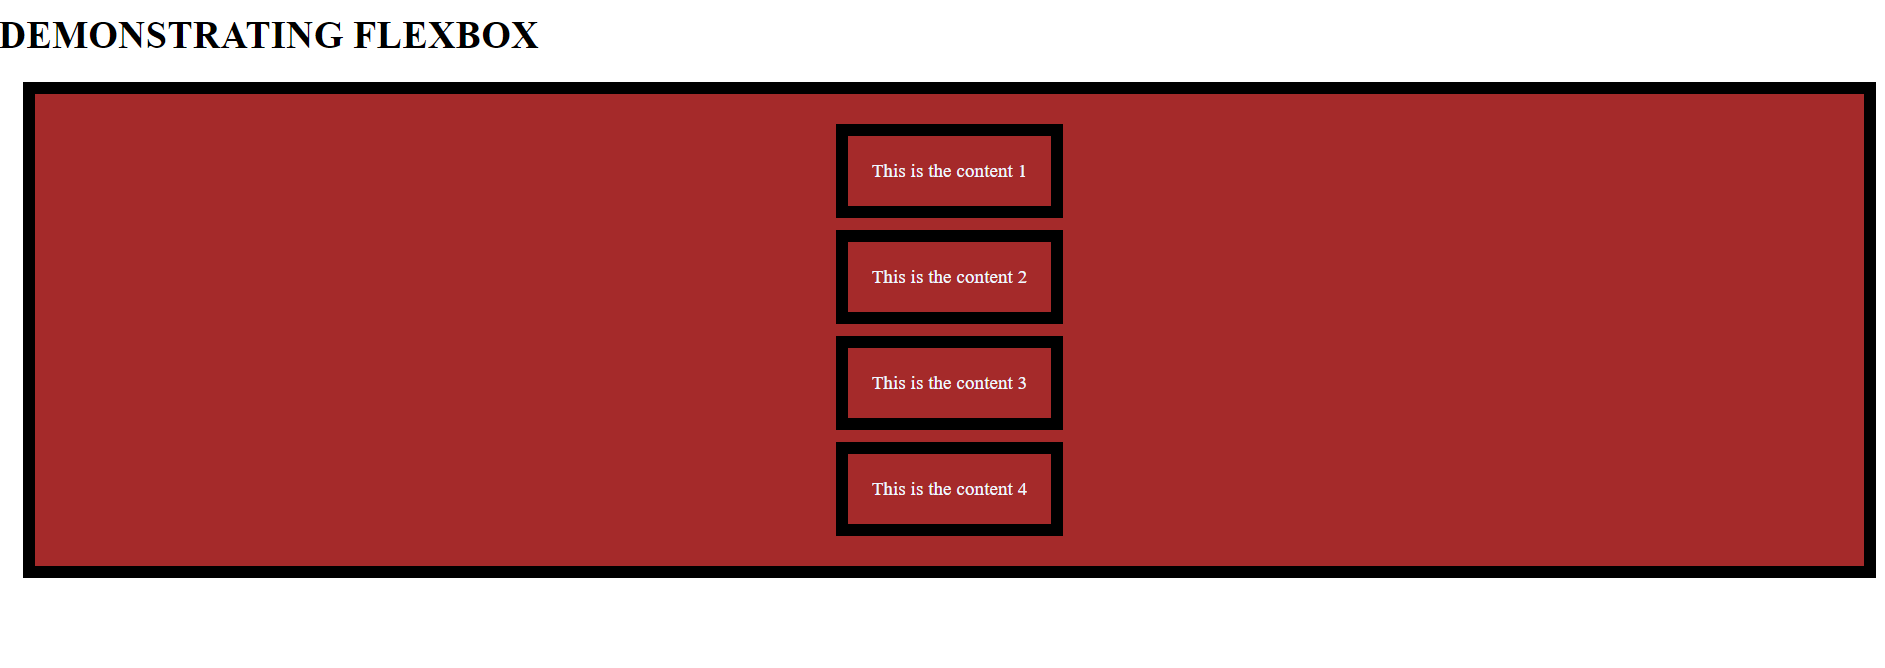 DEMONSTRATING FLEXBOX
This is the content 1
This is the content 2
This is the content 3
This is the content 4